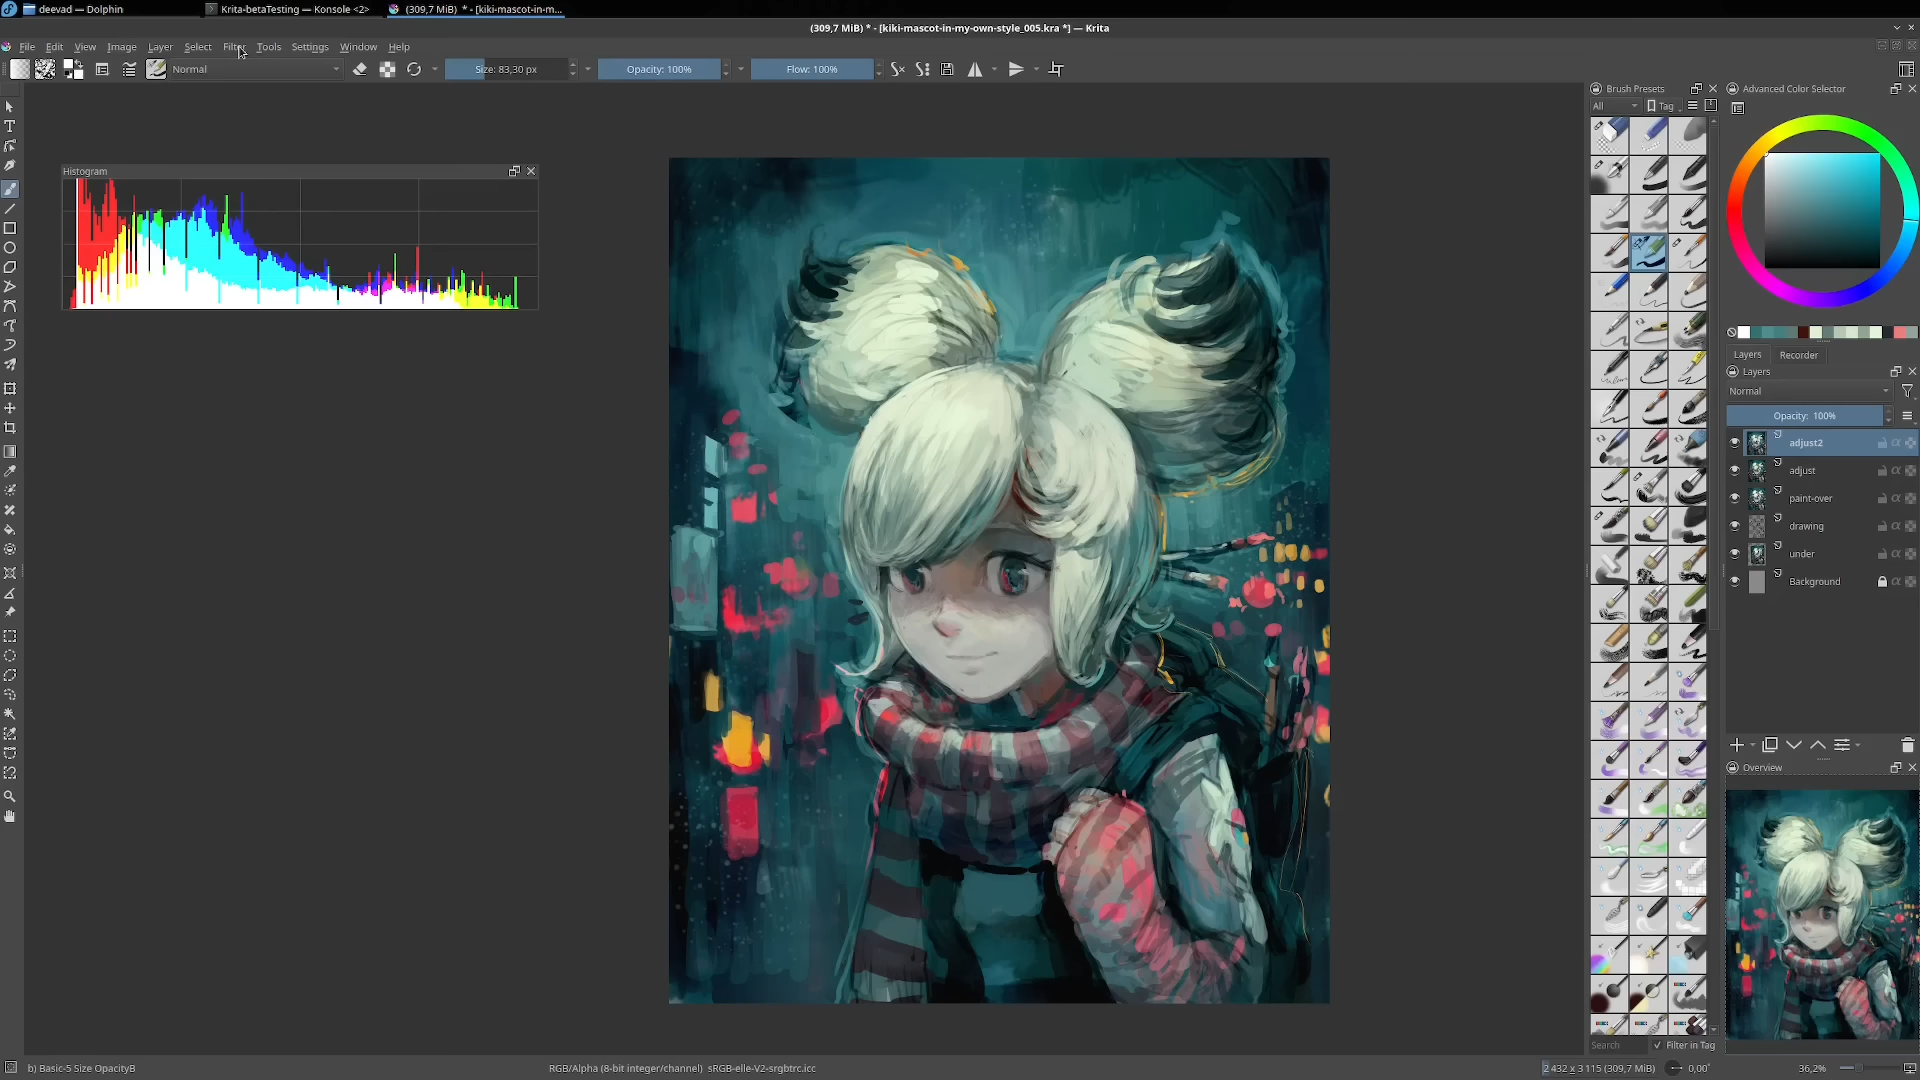 deevad — Dolphin
Krita-betaTesting — Konsole <2>
(309,7 MiB) * - [kiki-mascot-in-m...
(309,7 MiB) * - [kiki-mascot-in-my-own-style_005.kra *] — Krita
File Edit View Image Layer Select Filter Tools Settings Window Help
Normal
Size: 83,30 px
Opacity: 100%
Flow: 100%
Brush Presets
Advanced Color Selector
All
Tag
Histogram
Layers
Recorder
Layers
Normal
Opacity: 100%
adjust2
adjust
paint-over
drawing
under
Background
Overview
Search
Filter in Tag
b) Basic-5 Size OpacityB
RGB/Alpha (8-bit integer/channel) sRGB-elle-V2-srgbtrc.icc
2 432 x 3 115 (309,7 MiB)
0,00°
36,2%